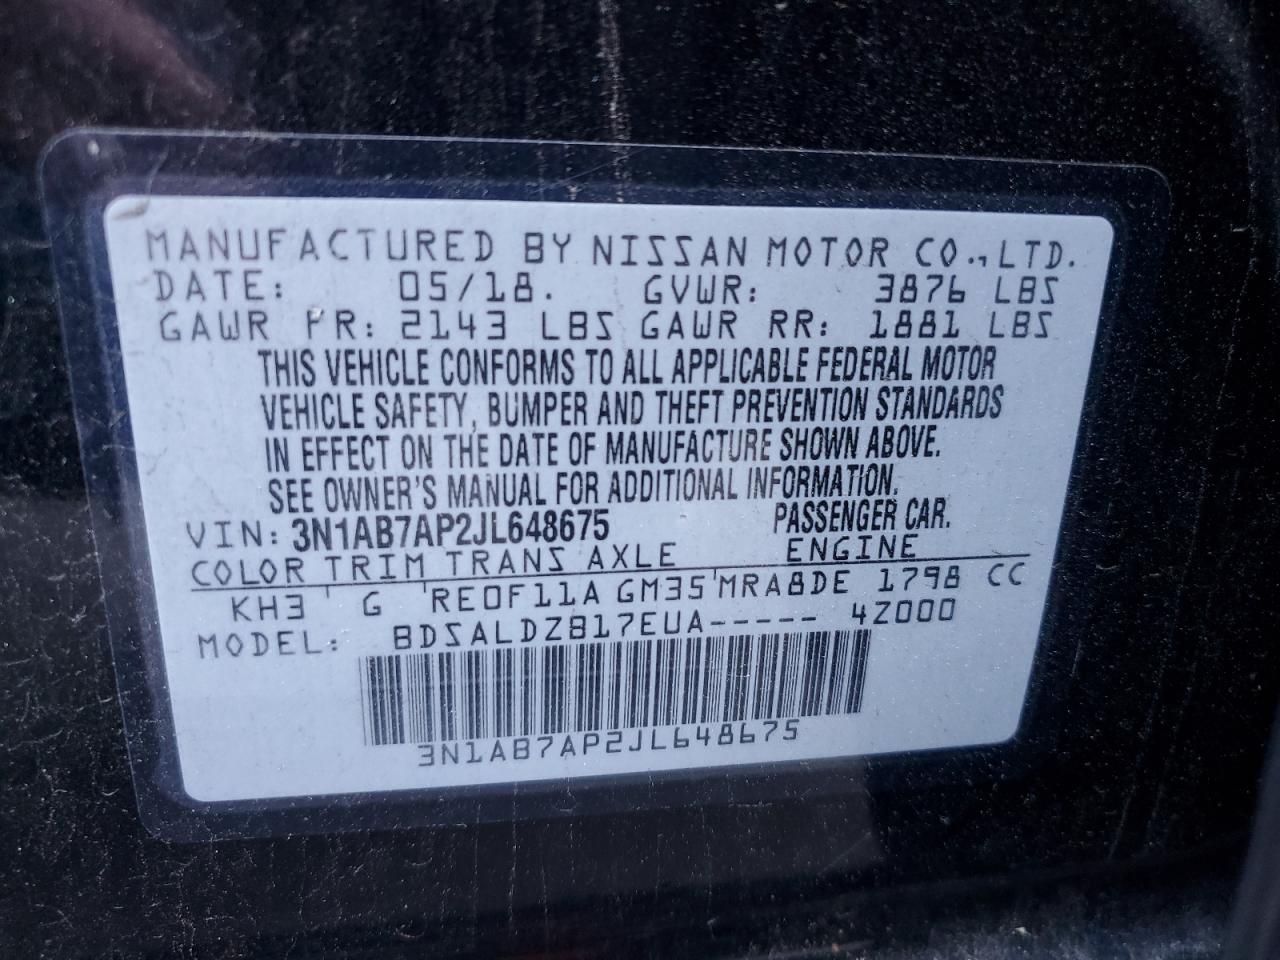 MANUFACTURED BY NISSAN MOTOR CO., LTD.
DATE: 05/18. GVWR: 3876 LBS
GAWR FR: 2143 LBS GAWR RR: 1881 LBS
THIS VEHICLE CONFORMS TO ALL APPLICABLE FEDERAL MOTOR
VEHICLE SAFETY, BUMPER AND THEFT PREVENTION STANDARDS
IN EFFECT ON THE DATE OF MANUFACTURE SHOWN ABOVE.
SEE OWNER'S MANUAL FOR ADDITIONAL INFORMATION.
VIN: 3N1AB7AP2JL648675 PASSENGER CAR.
COLOR TRIM TRANS AXLE ENGINE
KH3 G RE0F11A GM35 MRA8DE 1798 CC
MODEL: BDSALDZB17EUA----- 4Z000
3N1AB7AP2JL648675